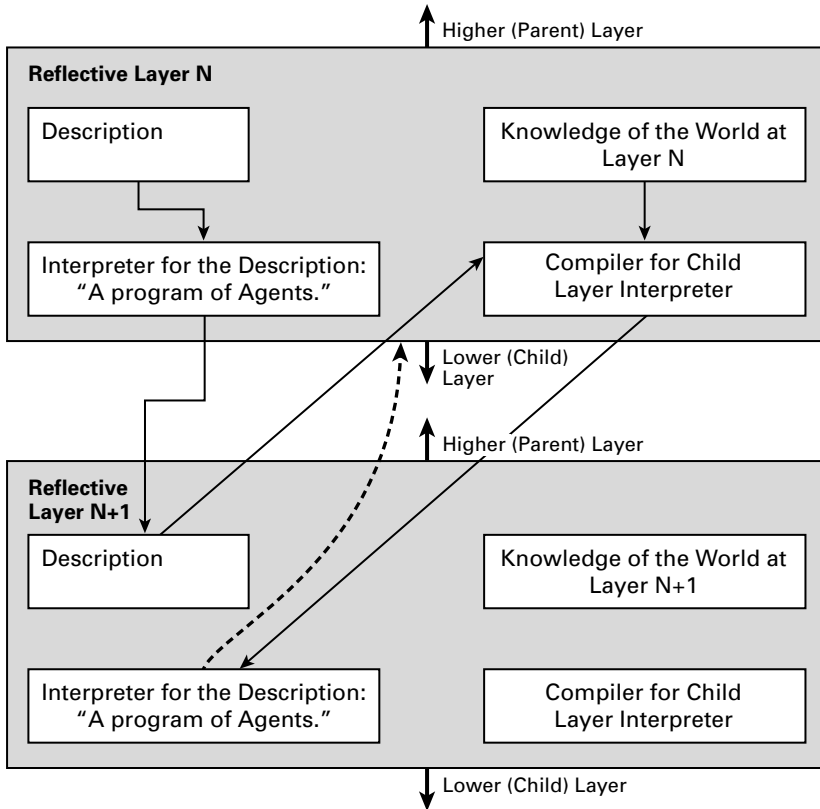 Higher (Parent) Layer
Reflective Layer N
Description
Knowledge of the World at
Layer N
Interpreter for the Description:
“A program of Agents.”
Compiler for Child
Layer Interpreter
Lower (Child)
Layer
Higher (Parent) Layer
Reflective
Layer N+1
Description
Knowledge of the World at
Layer N+1
Interpreter for the Description:
“A program of Agents.”
Compiler for Child
Layer Interpreter
Lower (Child) Layer